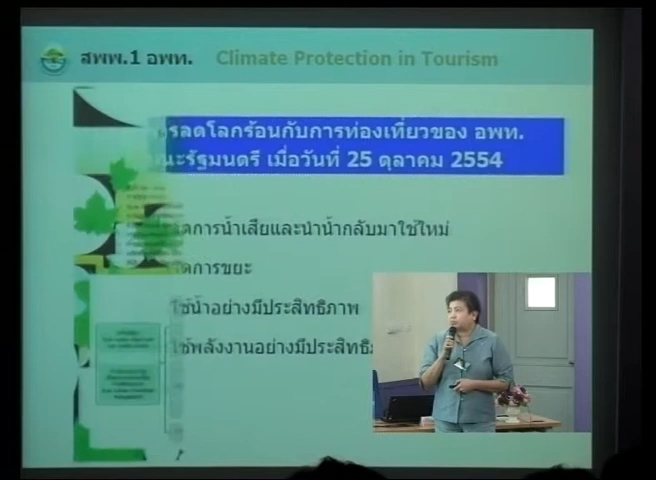 สพพ.1 อพท. Climate Protection in Tourism
รลดโลกร้อนกับการท่องเที่ยวของ อพท.
ณะรัฐมนตรี เมื่อวันที่ 25 ตุลาคม 2554
ดการน้ำเสียและนำน้ำกลับมาใช้ใหม่
ดการขยะ
ใช้น้ำอย่างมีประสิทธิภาพ
ใช้พลังงานอย่างมีประสิทธิ